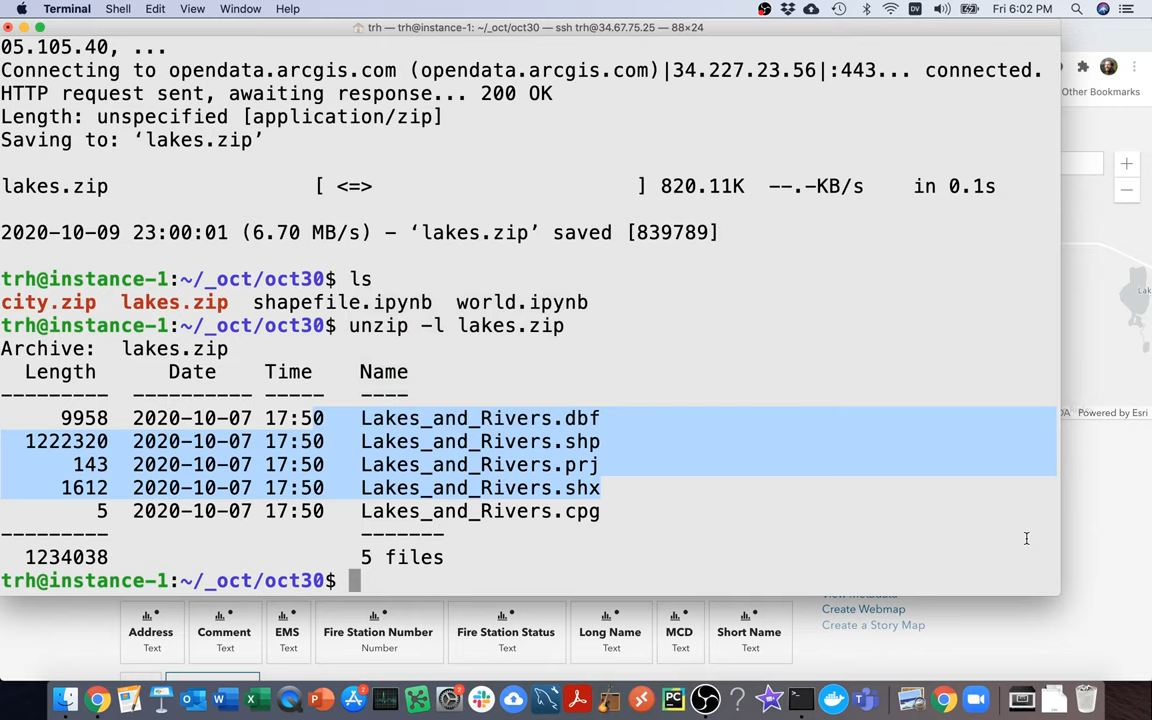 Terminal Shell Edit View Window Help Fri 6:02 PM
trh — trh@instance-1: ~/_oct/oct30 — ssh trh@34.67.75.25 — 88×24
05.105.40, ...
Connecting to opendata.arcgis.com (opendata.arcgis.com)|34.227.23.56|:443... connected.
HTTP request sent, awaiting response... 200 OK
Length: unspecified [application/zip]
Saving to: ‘lakes.zip’
lakes.zip [ <=> ] 820.11K --.-KB/s in 0.1s
2020-10-09 23:00:01 (6.70 MB/s) - ‘lakes.zip’ saved [839789]
trh@instance-1:~/_oct/oct30$ ls
city.zip lakes.zip shapefile.ipynb world.ipynb
trh@instance-1:~/_oct/oct30$ unzip -l lakes.zip
Archive: lakes.zip
Length Date Time Name
--------- ---------- ----- ----
9958 2020-10-07 17:50 Lakes_and_Rivers.dbf
1222320 2020-10-07 17:50 Lakes_and_Rivers.shp
143 2020-10-07 17:50 Lakes_and_Rivers.prj
1612 2020-10-07 17:50 Lakes_and_Rivers.shx
5 2020-10-07 17:50 Lakes_and_Rivers.cpg
--------- -------
1234038 5 files
trh@instance-1:~/_oct/oct30$
Other Bookmarks
Powered by Esri
Create Webmap
Create a Story Map
Address
Text
Comment
Text
EMS
Text
Fire Station Number
Number
Fire Station Status
Text
Long Name
Text
MCD
Text
Short Name
Text